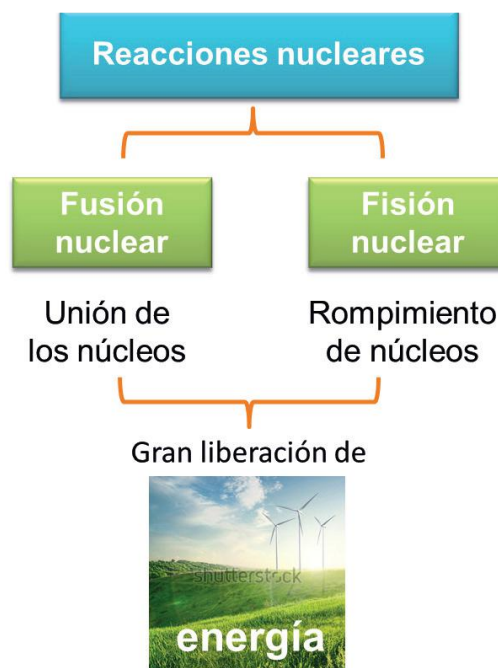 Reacciones nucleares
Fusión
nuclear
Unión de
los núcleos
Fisión
nuclear
Rompimiento
de núcleos
Gran liberación de
shutterstock
energía